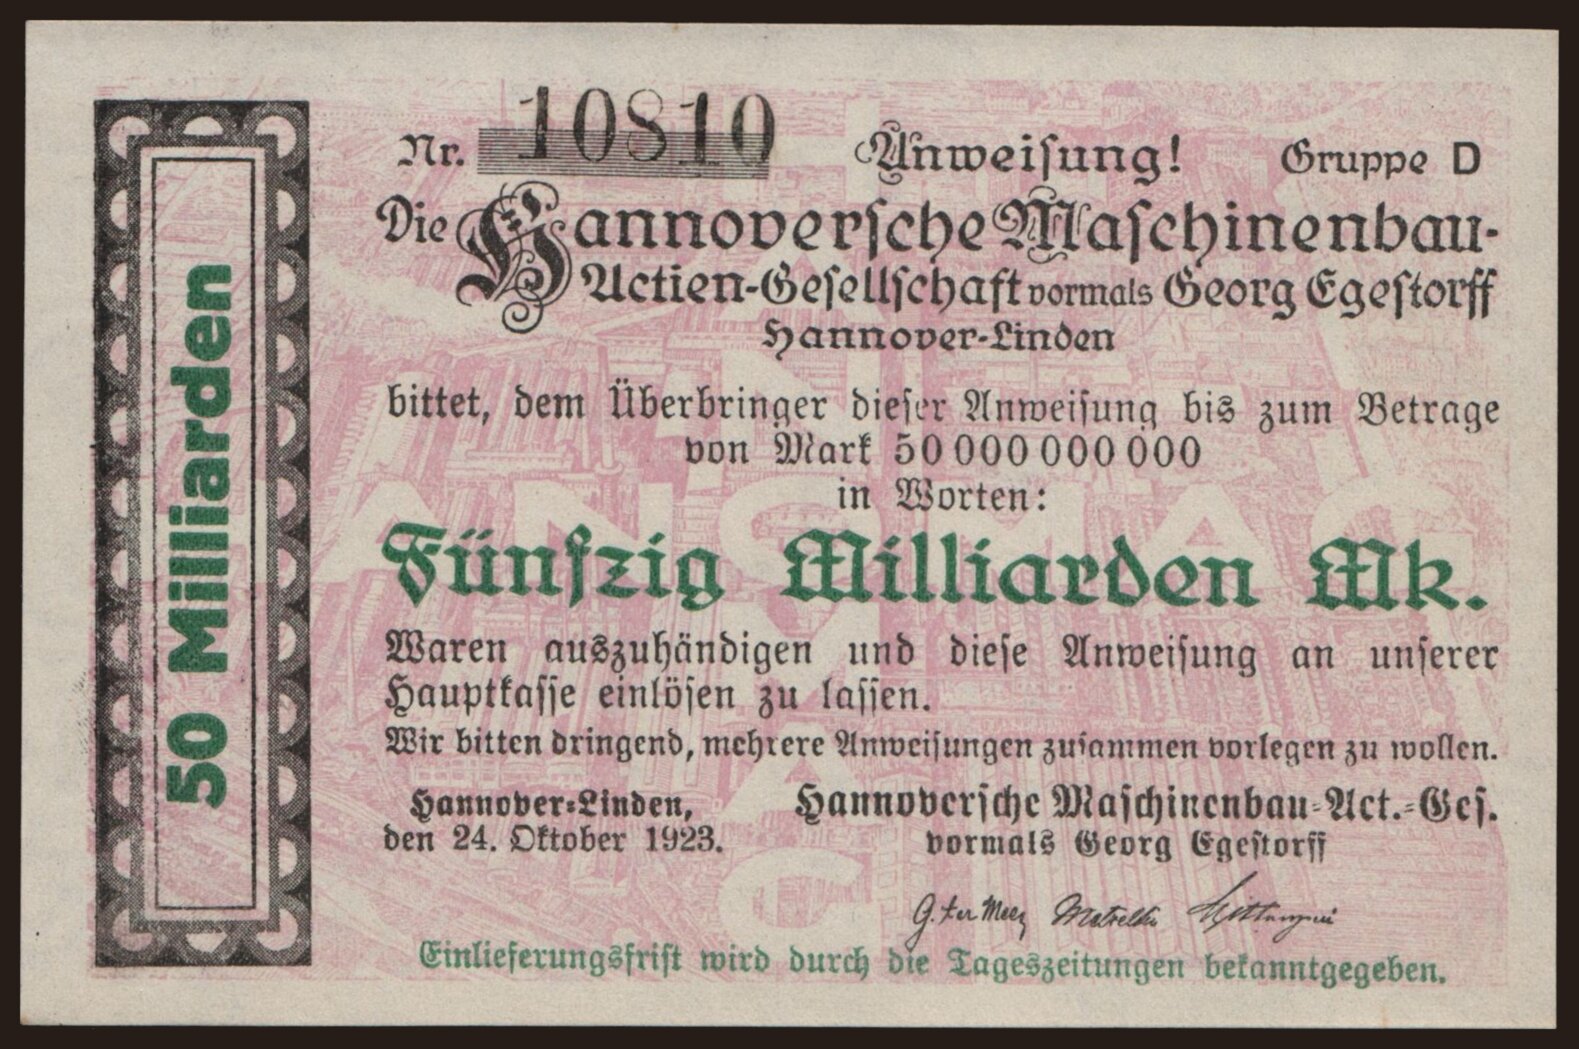 50 Milliarden
Nr. 10810 Anweisung! Gruppe D
Die Hannoversche Maschinenbau-
Actien-Gesellschaft vormals Georg Egestorff
Hannover-Linden
bittet, dem Überbringer dieser Anweisung bis zum Betrage
von Mark 50 000 000 000
in Worten:
Fünfzig Milliarden Mk.
Waren auszuhändigen und diese Anweisung an unserer
Hauptkasse einlösen zu lassen.
Wir bitten dringend, mehrere Anweisungen zusammen vorlegen zu wollen.
Hannover-Linden,
den 24. Oktober 1923.
Hannoversche Maschinenbau-Act.-Ges.
vormals Georg Egestorff
G. ter Meer
Einlieferungsfrist wird durch die Tageszeitungen bekanntgegeben.
HANOMAG